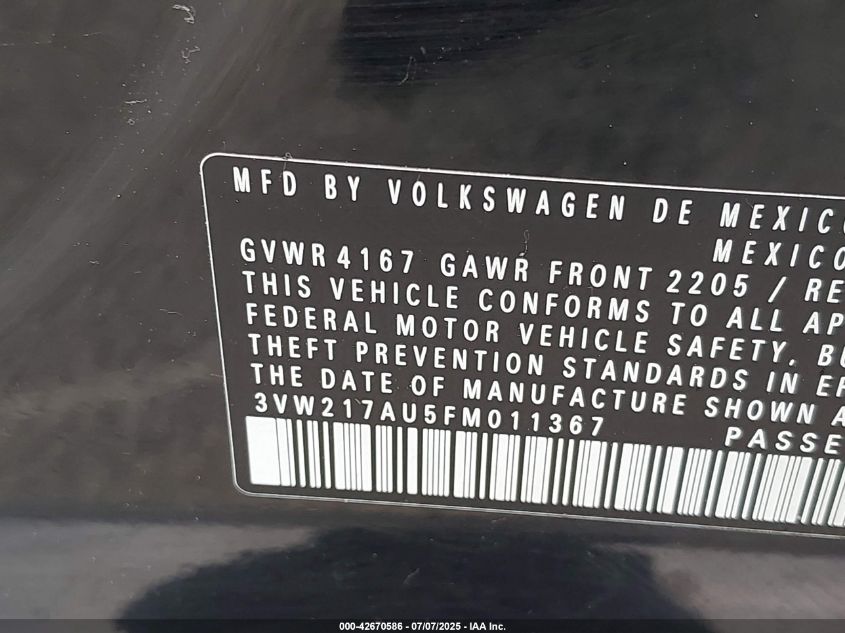 MFD BY VOLKSWAGEN DE MEXICO
MEXICO
GVWR 4167 GAWR FRONT 2205 / RE
THIS VEHICLE CONFORMS TO ALL AP
FEDERAL MOTOR VEHICLE SAFETY, BU
THEFT PREVENTION STANDARDS IN EF
THE DATE OF MANUFACTURE SHOWN A
3VW217AU5FM011367
PASSE
000-42670586 - 07/07/2025 - IAA Inc.